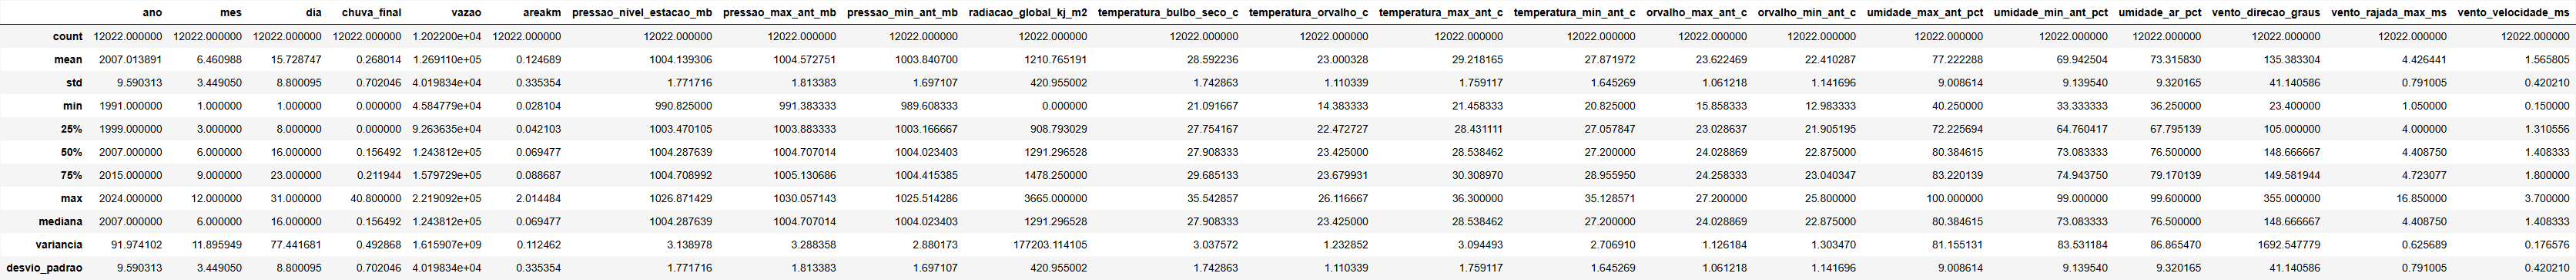 ano mes dia chuva_final vazao areakm pressao_nivel_estacao_mb pressao_max_ant_mb pressao_min_ant_mb radiacao_global_kj_m2 temperatura_bulbo_seco_c temperatura_orvalho_c temperatura_max_ant_c temperatura_min_ant_c orvalho_max_ant_c orvalho_min_ant_c umidade_max_ant_pct umidade_min_ant_pct umidade_ar_pct vento_direcao_graus vento_rajada_max_ms vento_velocidade_ms
count 12022.000000 12022.000000 12022.000000 12022.000000 1.202200e+04 12022.000000 12022.000000 12022.000000 12022.000000 12022.000000 12022.000000 12022.000000 12022.000000 12022.000000 12022.000000 12022.000000 12022.000000 12022.000000 12022.000000 12022.000000 12022.000000 12022.000000
mean 2007.013891 6.460988 15.728747 0.268014 1.269110e+05 0.124689 1004.139306 1004.572751 1003.840700 1210.765191 28.592236 23.000328 29.218165 27.871972 23.622469 22.410287 77.222288 69.942504 73.315830 135.383304 4.426441 1.565805
std 9.590313 3.449050 8.800095 0.702046 4.019834e+04 0.335354 1.771716 1.813383 1.697107 420.955002 1.742863 1.110339 1.759117 1.645269 1.061218 1.141696 9.008614 9.139540 9.320165 41.140586 0.791005 0.420210
min 1991.000000 1.000000 1.000000 0.000000 4.584779e+04 0.028104 990.825000 991.383333 989.608333 0.000000 21.091667 14.383333 21.458333 20.825000 15.858333 12.983333 40.250000 33.333333 36.250000 23.400000 1.050000 0.150000
25% 1999.000000 3.000000 8.000000 0.000000 9.263635e+04 0.042103 1003.470105 1003.883333 1003.166667 908.793029 27.754167 22.472727 28.431111 27.057847 23.028637 21.905195 72.225694 64.760417 67.795139 105.000000 4.000000 1.310556
50% 2007.000000 6.000000 16.000000 0.156492 1.243812e+05 0.069477 1004.287639 1004.707014 1004.023403 1291.296528 27.908333 23.425000 28.538462 27.200000 24.028869 22.875000 80.384615 73.083333 76.500000 148.666667 4.408750 1.408333
75% 2015.000000 9.000000 23.000000 0.211944 1.579729e+05 0.088687 1004.708992 1005.130686 1004.415385 1478.250000 29.685133 23.679931 30.308970 28.955950 24.258333 23.040347 83.220139 74.943750 79.170139 149.581944 4.723077 1.800000
max 2024.000000 12.000000 31.000000 40.800000 2.219092e+05 2.014484 1026.871429 1030.057143 1025.514286 3665.000000 35.542857 26.116667 36.300000 35.128571 27.200000 25.800000 100.000000 99.000000 99.600000 355.000000 16.850000 3.700000
mediana 2007.000000 6.000000 16.000000 0.156492 1.243812e+05 0.069477 1004.287639 1004.707014 1004.023403 1291.296528 27.908333 23.425000 28.538462 27.200000 24.028869 22.875000 80.384615 73.083333 76.500000 148.666667 4.408750 1.408333
variancia 91.974102 11.895949 77.441681 0.492868 1.615907e+09 0.112462 3.138978 3.288358 2.880173 177203.114105 3.037572 1.232852 3.094493 2.706910 1.126184 1.303470 81.155131 83.531184 86.865470 1692.547779 0.625689 0.176576
desvio_padrao 9.590313 3.449050 8.800095 0.702046 4.019834e+04 0.335354 1.771716 1.813383 1.697107 420.955002 1.742863 1.110339 1.759117 1.645269 1.061218 1.141696 9.008614 9.139540 9.320165 41.140586 0.791005 0.420210